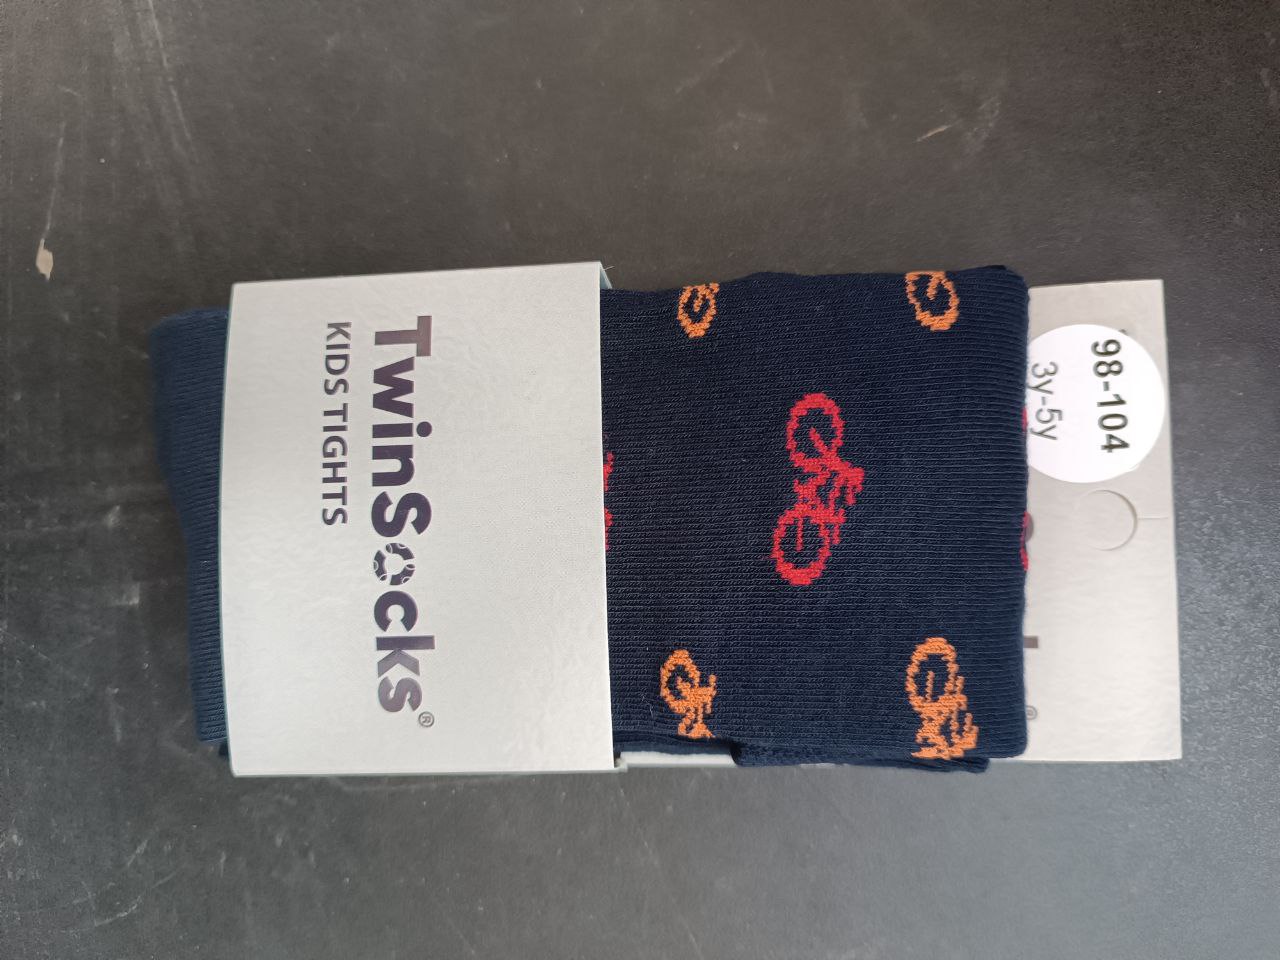 98-104
3y-5y
TwinSocks®
KIDS TIGHTS
®